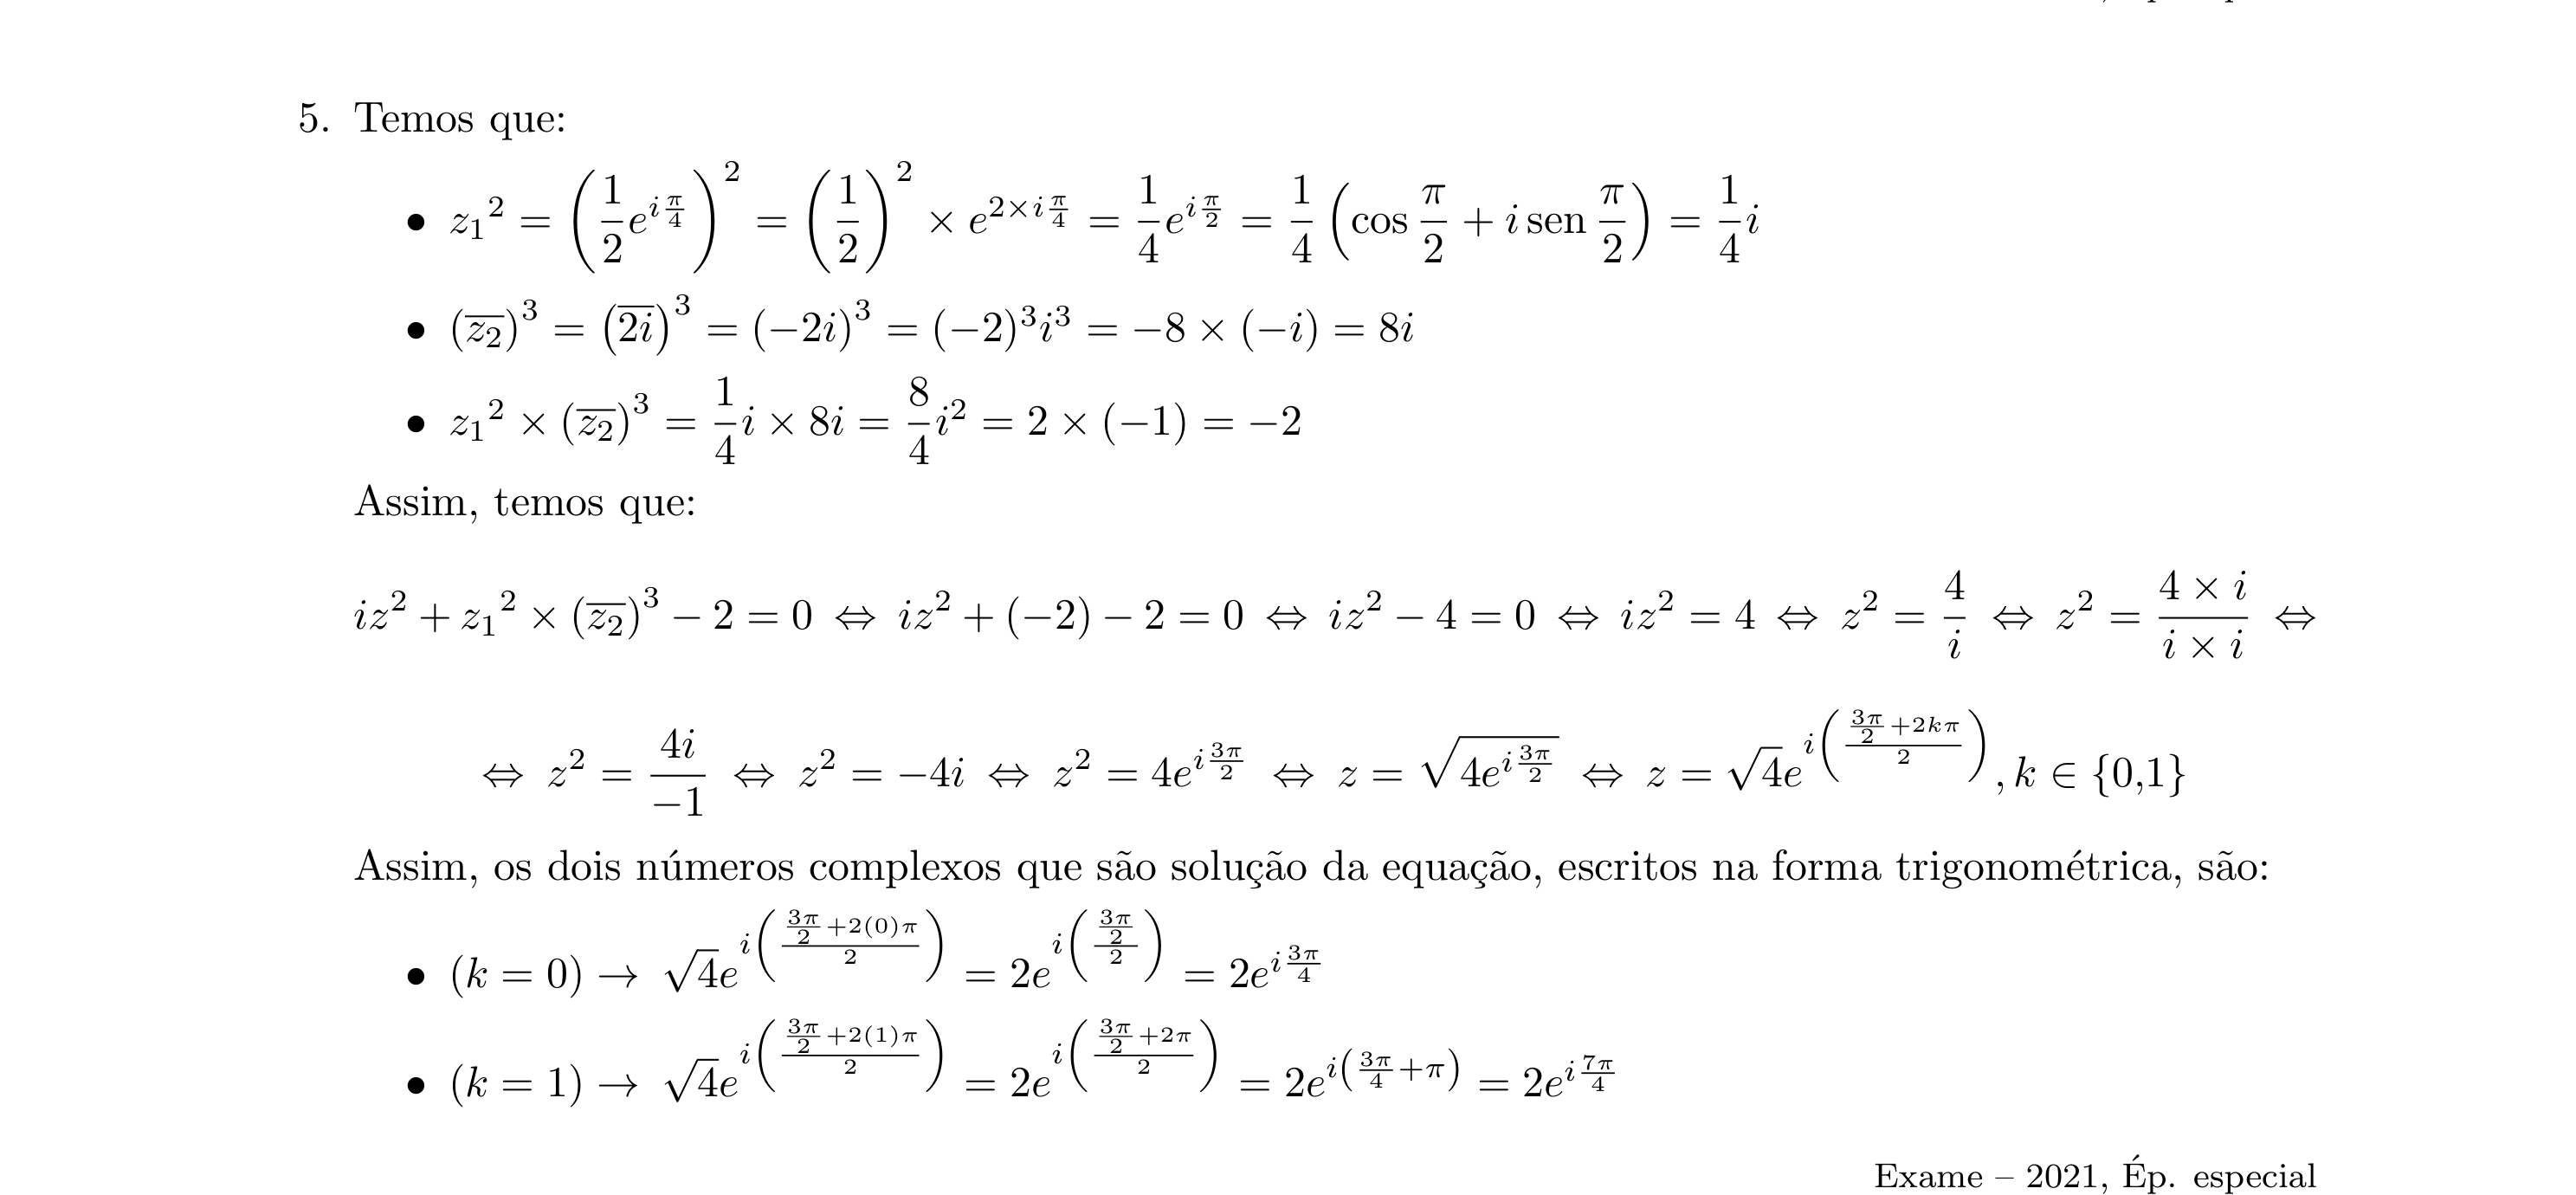 5. Temos que:
• z₁² = (1/2 e^{iπ/4})² = (1/2)² × e^{2×iπ/4} = 1/4 e^{iπ/2} = 1/4 (cos π/2 + i sen π/2) = 1/4 i
• (z̅₂)³ = (\overline{2i})³ = (−2i)³ = (−2)³i³ = −8 × (−i) = 8i
• z₁² × (z̅₂)³ = 1/4 i × 8i = 8/4 i² = 2 × (−1) = −2
Assim, temos que:
iz² + z₁² × (z̅₂)³ − 2 = 0 ⇔ iz² + (−2) − 2 = 0 ⇔ iz² − 4 = 0 ⇔ iz² = 4 ⇔ z² = 4/i ⇔ z² = (4 × i)/(i × i) ⇔
⇔ z² = 4i/−1 ⇔ z² = −4i ⇔ z² = 4e^{i3π/2} ⇔ z = √(4e^{i3π/2}) ⇔ z = √4e^{i((3π/2+2kπ)/2)}, k ∈ {0,1}
Assim, os dois números complexos que são solução da equação, escritos na forma trigonométrica, são:
• (k = 0) → √4e^{i((3π/2+2(0)π)/2)} = 2e^{i((3π/2)/2)} = 2e^{i3π/4}
• (k = 1) → √4e^{i((3π/2+2(1)π)/2)} = 2e^{i((3π/2+2π)/2)} = 2e^{i(3π/4+π)} = 2e^{i7π/4}
Exame – 2021, Ép. especial